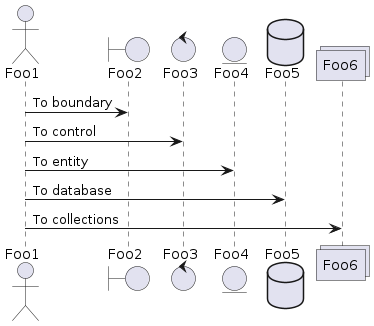 Foo1 Foo2 Foo3 Foo4 Foo5 Foo6
To boundary
To control
To entity
To database
To collections
Foo1 Foo2 Foo3 Foo4 Foo5 Foo6